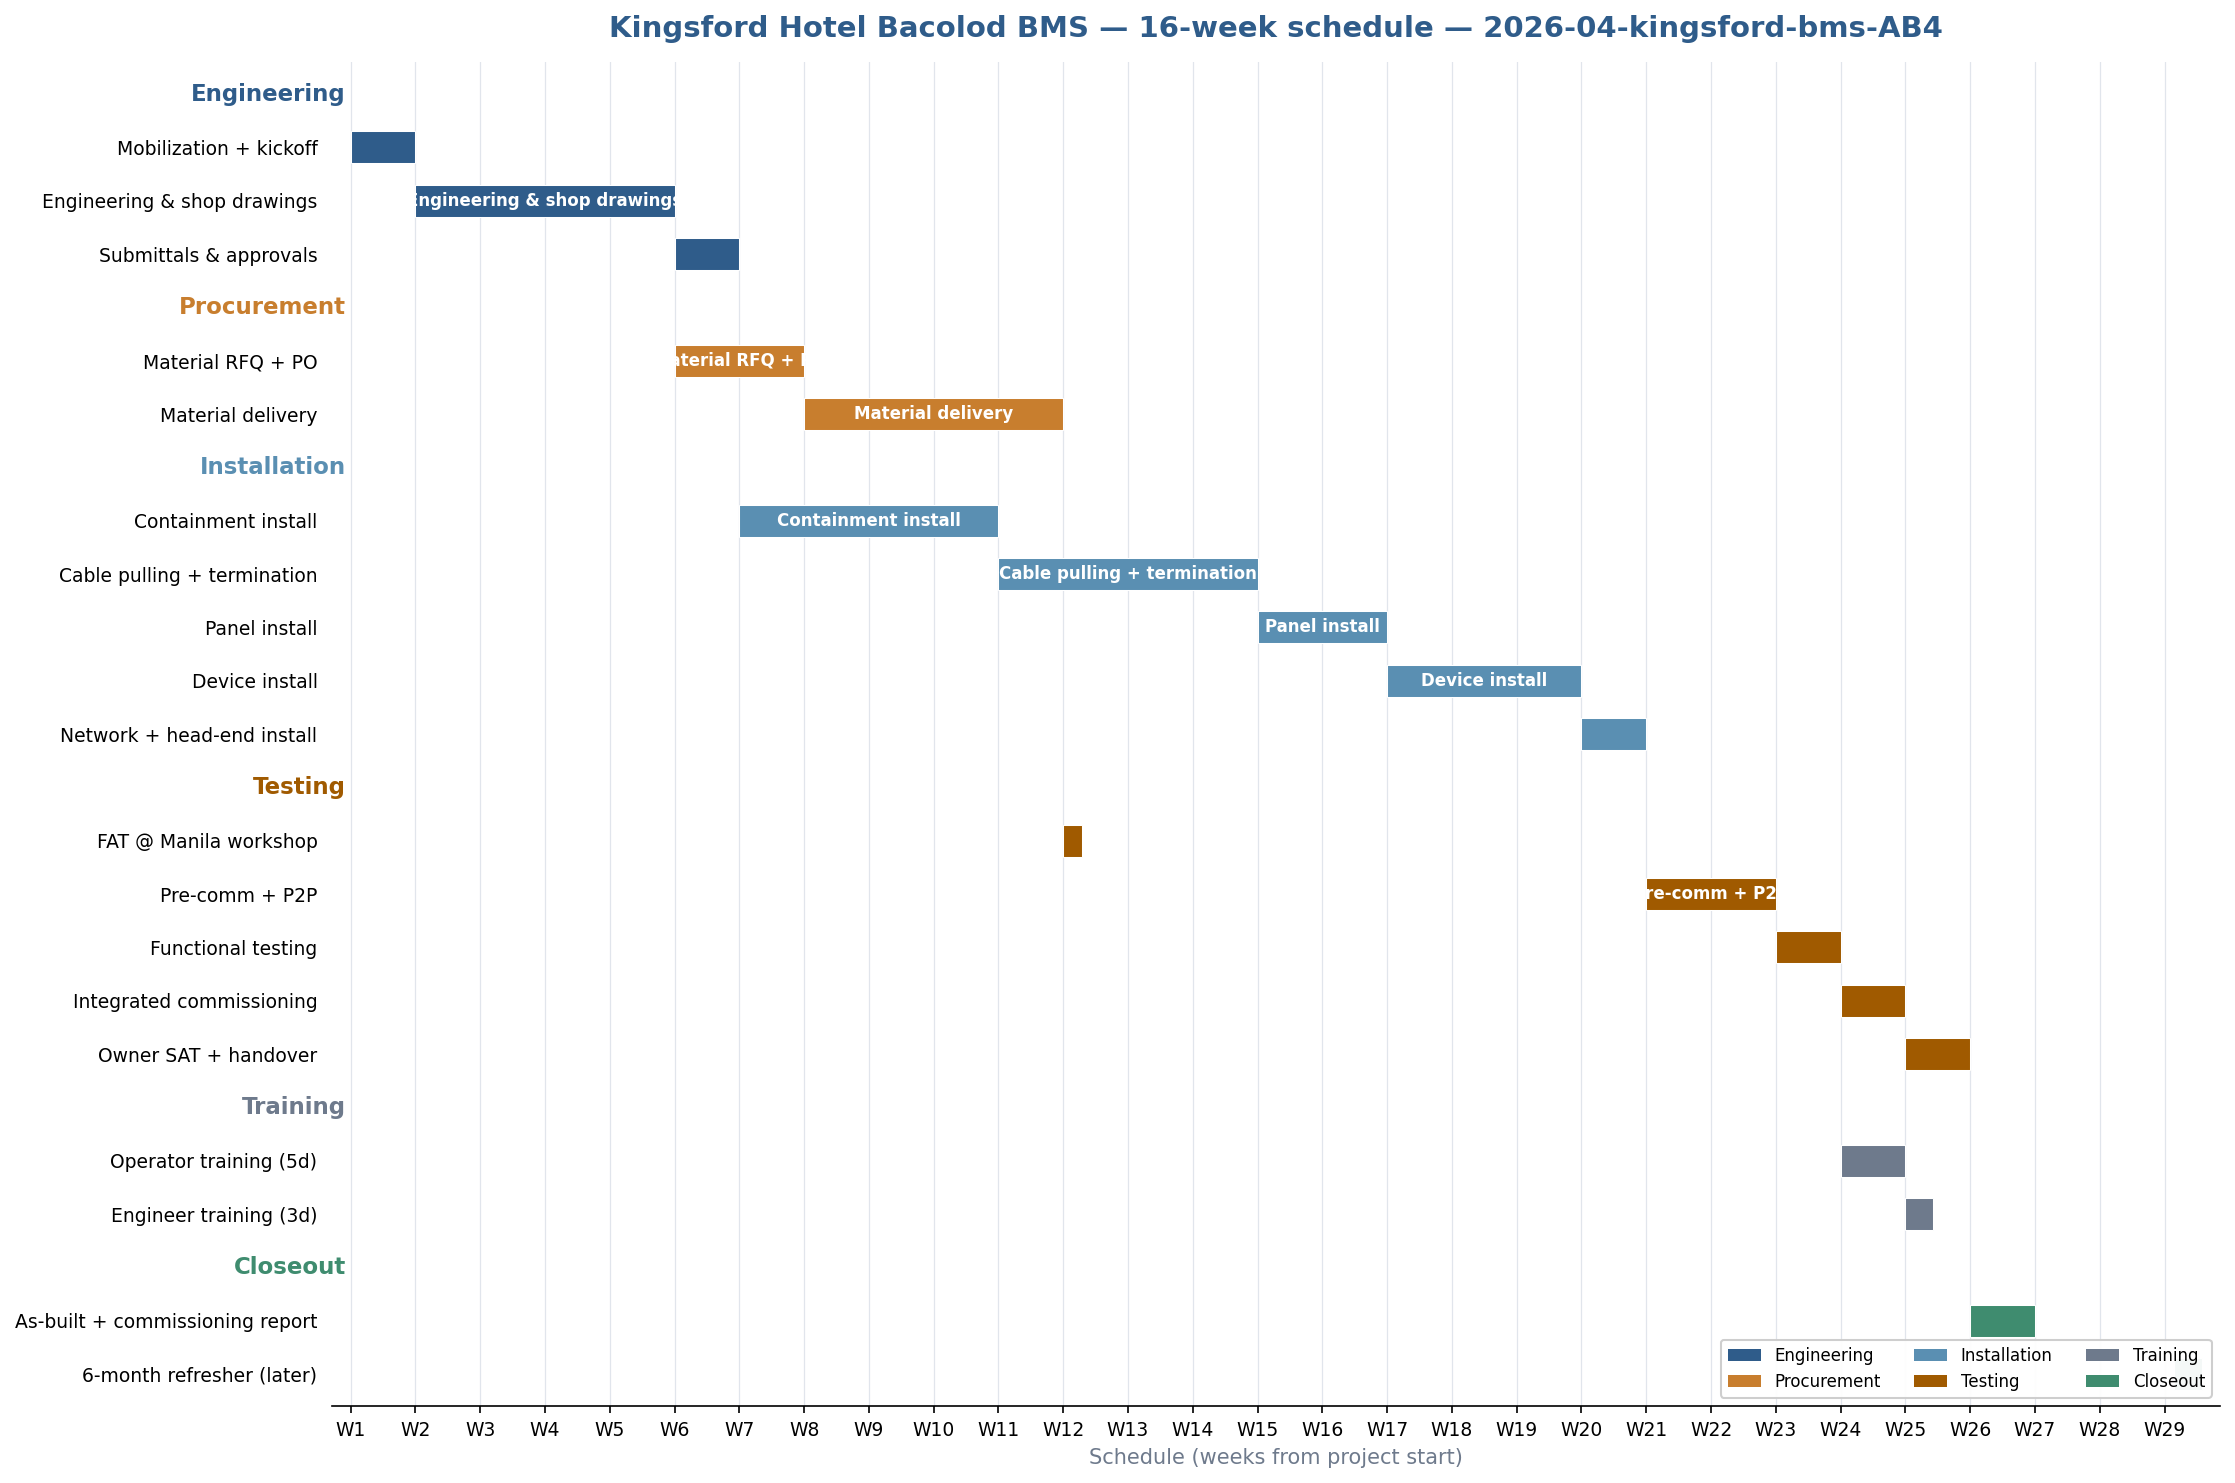 Kingsford Hotel Bacolod BMS — 16-week schedule — 2026-04-kingsford-bms-AB4
Engineering
Mobilization + kickoff
Engineering & shop drawings
ngineering & shop drawings
Submittals & approvals
Procurement
Material RFQ + PO
aterial RFQ + P
Material delivery
Material delivery
Installation
Containment install
Containment install
Cable pulling + termination
Cable pulling + termination
Panel install
Panel install
Device install
Device install
Network + head-end install
Testing
FAT @ Manila workshop
Pre-comm + P2P
re-comm + P2
Functional testing
Integrated commissioning
Owner SAT + handover
Training
Operator training (5d)
Engineer training (3d)
Closeout
As-built + commissioning report
6-month refresher (later)
Engineering
Installation
Training
Procurement
Testing
Closeout
W1 W2 W3 W4 W5 W6 W7 W8 W9 W10 W11 W12 W13 W14 W15 W16 W17 W18 W19 W20 W21 W22 W23 W24 W25 W26 W27 W28 W29
Schedule (weeks from project start)